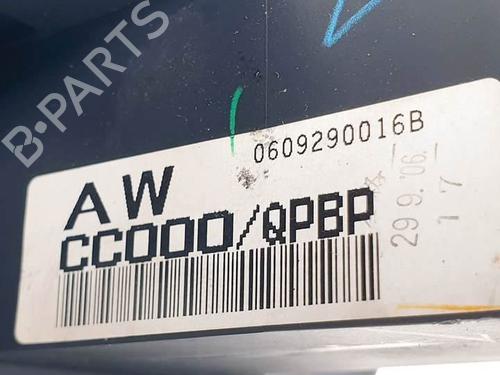 B-PARTS
0609290016B
AW
CC000/QPBP
29 9. '06.
17